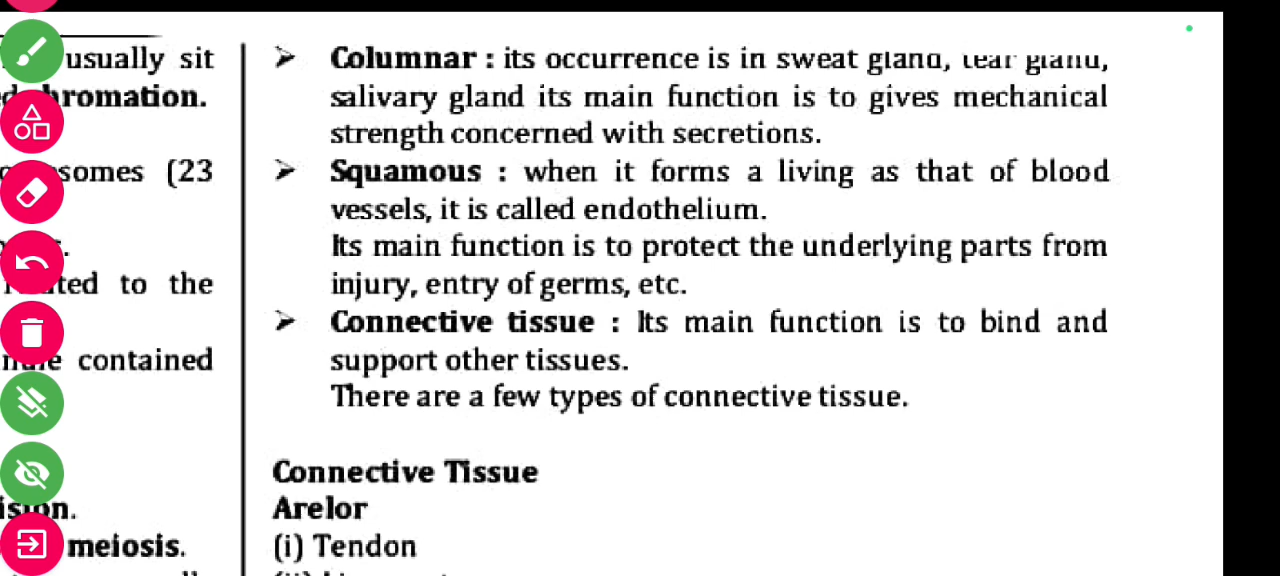 usually sit
hromation.
somes (23
ted to the
contained
meiosis.
➢ Columnar : its occurrence is in sweat gland, tear gland,
salivary gland its main function is to gives mechanical
strength concerned with secretions.
➢ Squamous : when it forms a living as that of blood
vessels, it is called endothelium.
Its main function is to protect the underlying parts from
injury, entry of germs, etc.
➢ Connective tissue : Its main function is to bind and
support other tissues.
There are a few types of connective tissue.
Connective Tissue
Arelor
(i) Tendon